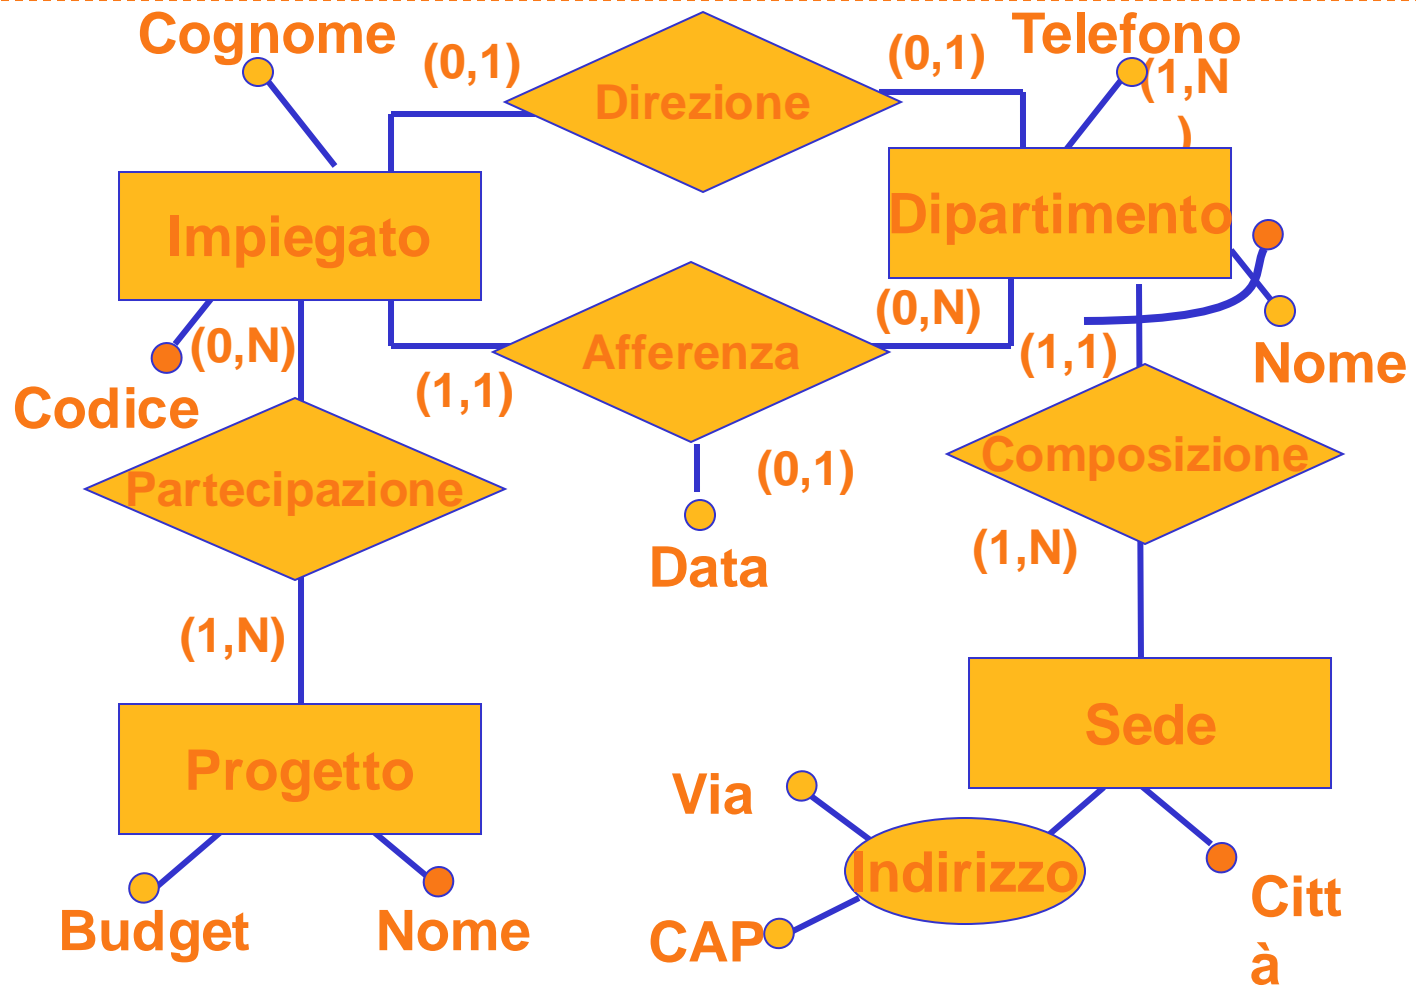 Cognome
(0,1)
Direzione
(0,1)
Telefono
(1,N
)
Impiegato
Dipartimento
Codice
(0,N)
(1,1)
Afferenza
(0,N)
(1,1)
Nome
Partecipazione
(0,1)
Data
Composizione
(1,N)
(1,N)
Progetto
Sede
Budget
Nome
Via
Indirizzo
CAP
Citt
à